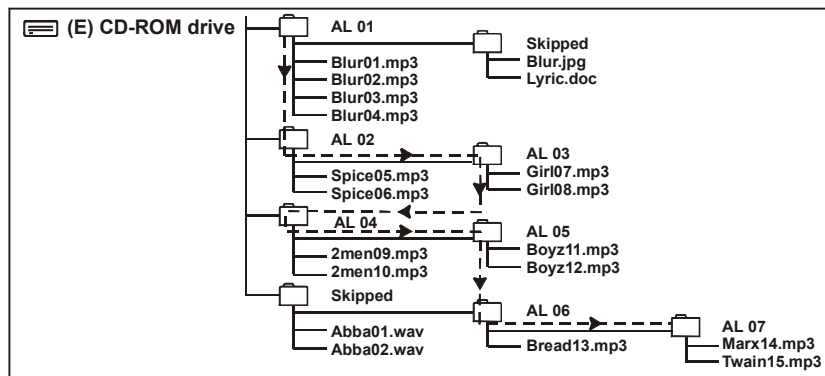 (E) CD-ROM drive
AL 01
Blur01.mp3
Blur02.mp3
Blur03.mp3
Blur04.mp3
Skipped
Blur.jpg
Lyric.doc
AL 02
Spice05.mp3
Spice06.mp3
AL 03
Girl07.mp3
Girl08.mp3
AL 04
2men09.mp3
2men10.mp3
AL 05
Boyz11.mp3
Boyz12.mp3
Skipped
Abba01.wav
Abba02.wav
AL 06
Bread13.mp3
AL 07
Marx14.mp3
Twain15.mp3